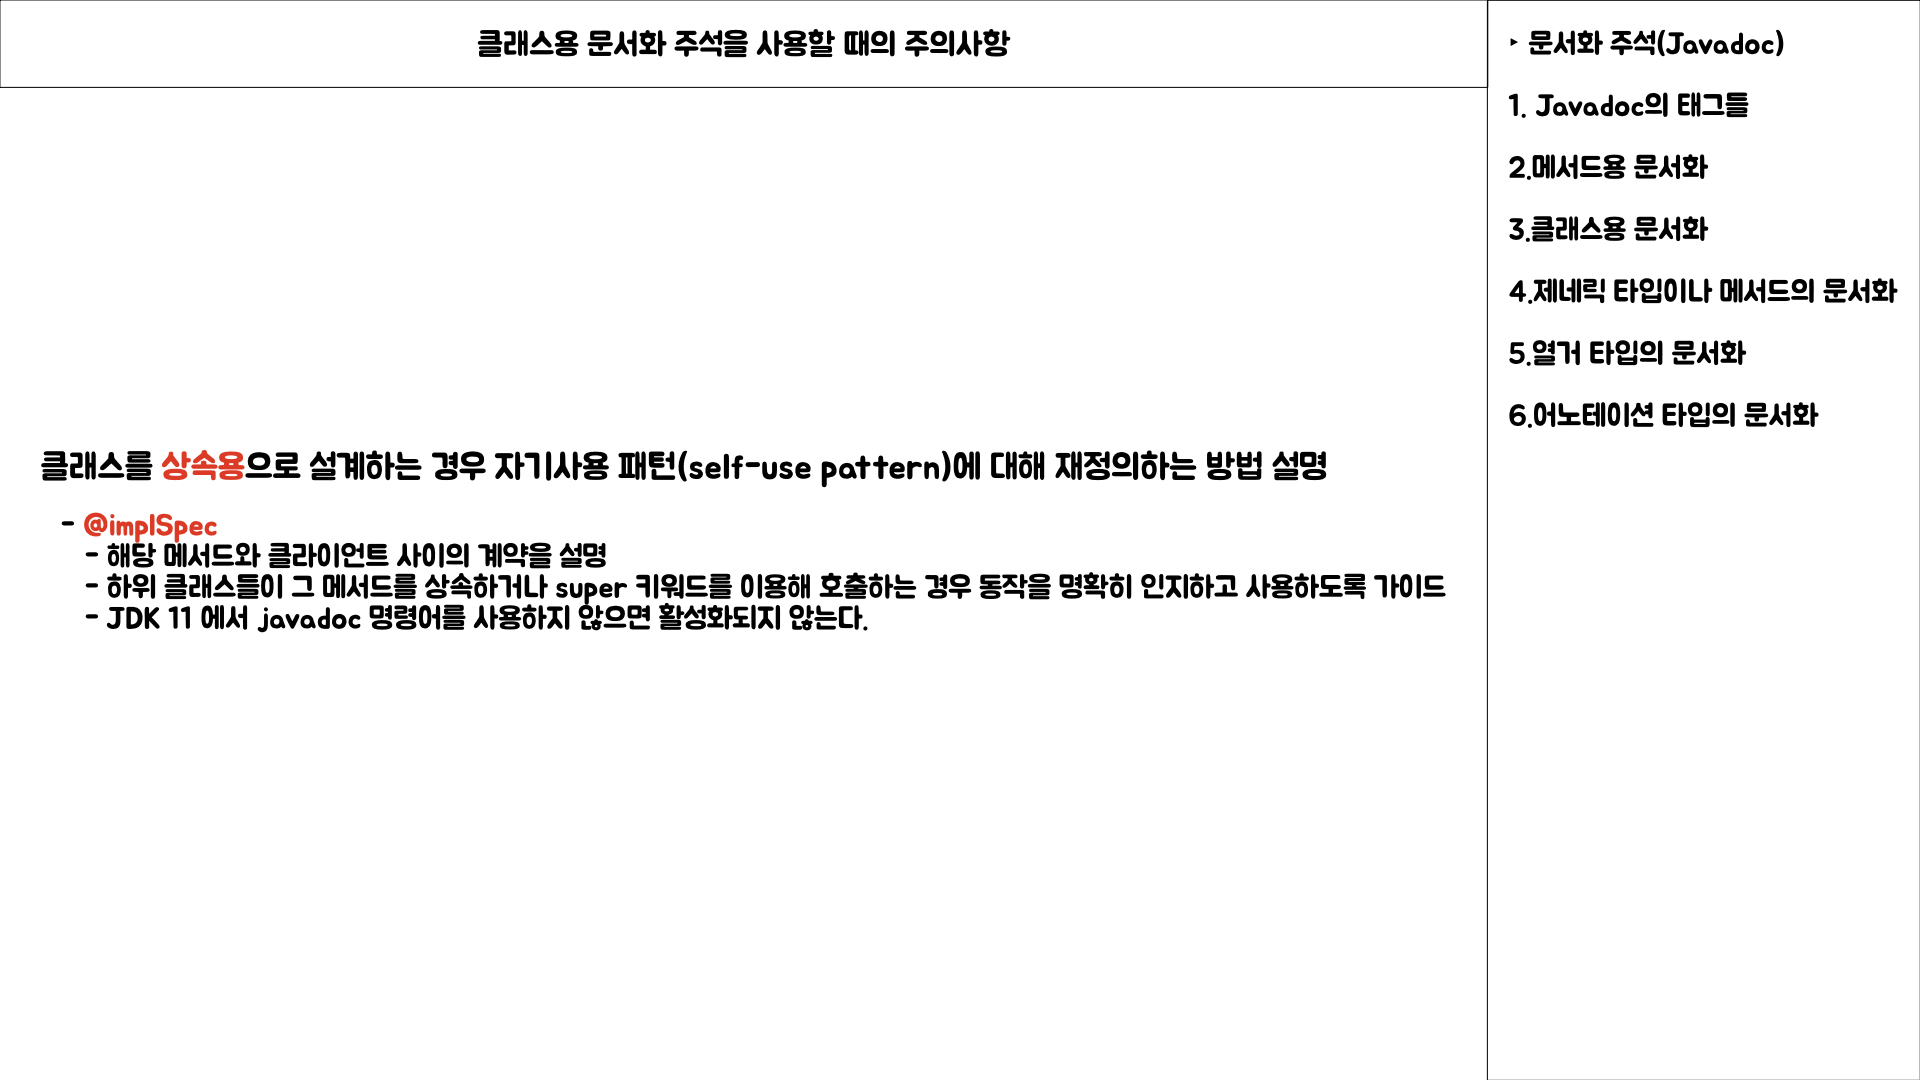 클래스용 문서화 주석을 사용할 때의 주의사항
클래스를 상속용으로 설계하는 경우 자기사용 패턴(self-use pattern)에 대해 재정의하는 방법 설명
- @implSpec
- 해당 메서드와 클라이언트 사이의 계약을 설명
- 하위 클래스들이 그 메서드를 상속하거나 super 키워드를 이용해 호출하는 경우 동작을 명확히 인지하고 사용하도록 가이드
- JDK 11 에서 javadoc 명령어를 사용하지 않으면 활성화되지 않는다.
‣ 문서화 주석(Javadoc)
1. Javadoc의 태그들
2.메서드용 문서화
3.클래스용 문서화
4.제네릭 타입이나 메서드의 문서화
5.열거 타입의 문서화
6.어노테이션 타입의 문서화